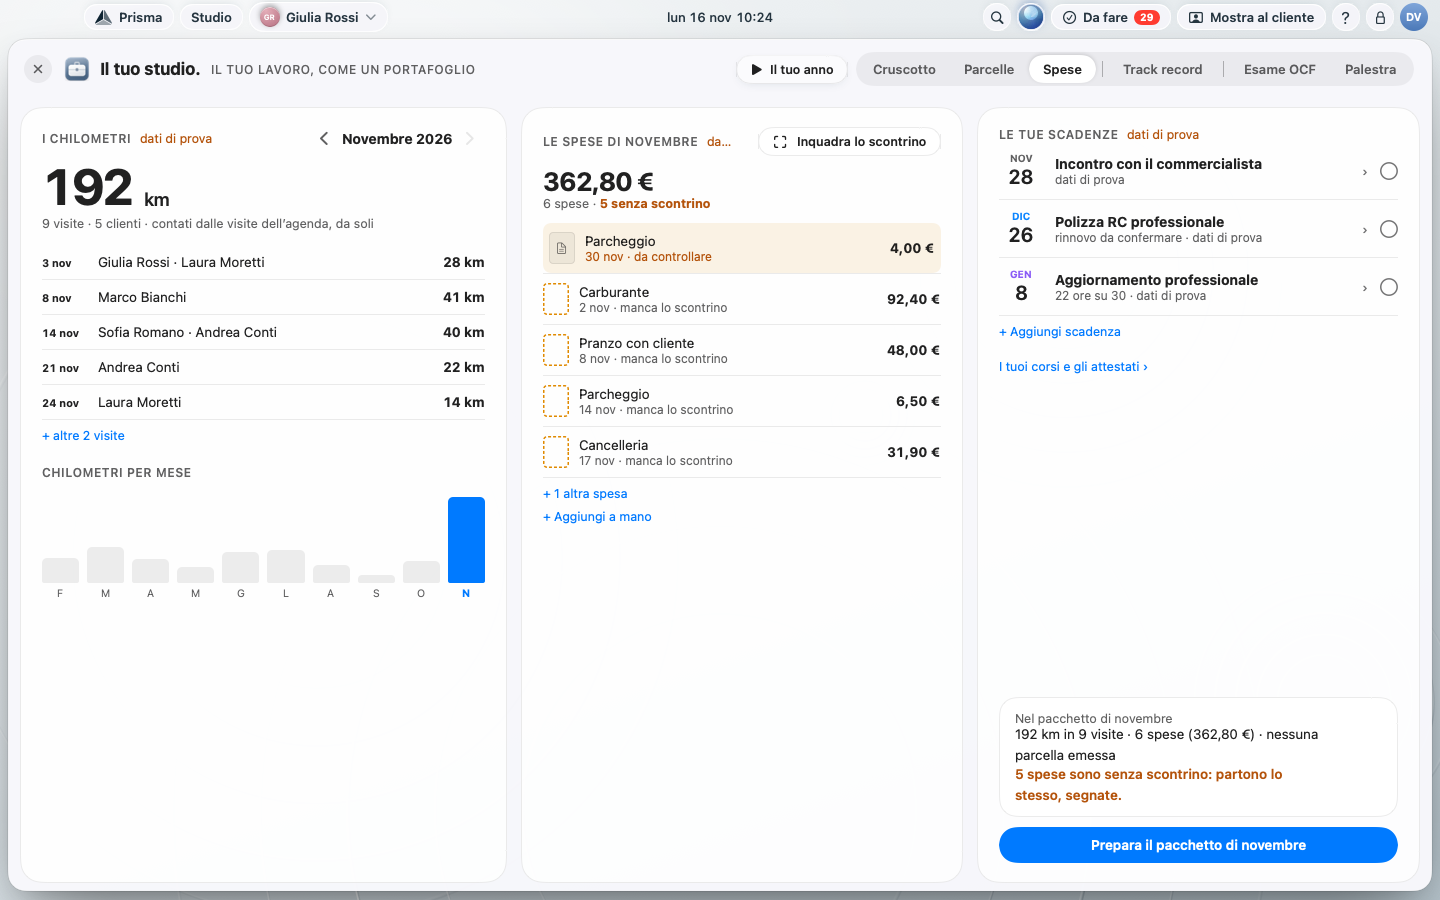 Prisma
Studio
GR Giulia Rossi
lun 16 nov 10:24
Da fare 29
Mostra al cliente
?
DV
Il tuo studio. IL TUO LAVORO, COME UN PORTAFOGLIO
Il tuo anno
Cruscotto
Parcelle
Spese
Track record
Esame OCF
Palestra
I CHILOMETRI dati di prova
Novembre 2026
192 km
9 visite · 5 clienti · contati dalle visite dell'agenda, da soli
3 nov Giulia Rossi · Laura Moretti 28 km
8 nov Marco Bianchi 41 km
14 nov Sofia Romano · Andrea Conti 40 km
21 nov Andrea Conti 22 km
24 nov Laura Moretti 14 km
+ altre 2 visite
CHILOMETRI PER MESE
F M A M G L A S O N
LE SPESE DI NOVEMBRE da...
Inquadra lo scontrino
362,80 €
6 spese · 5 senza scontrino
Parcheggio
30 nov · da controllare
4,00 €
Carburante
2 nov · manca lo scontrino
92,40 €
Pranzo con cliente
8 nov · manca lo scontrino
48,00 €
Parcheggio
14 nov · manca lo scontrino
6,50 €
Cancelleria
17 nov · manca lo scontrino
31,90 €
+ 1 altra spesa
+ Aggiungi a mano
LE TUE SCADENZE dati di prova
NOV
28
Incontro con il commercialista
dati di prova
DIC
26
Polizza RC professionale
rinnovo da confermare · dati di prova
GEN
8
Aggiornamento professionale
22 ore su 30 · dati di prova
+ Aggiungi scadenza
I tuoi corsi e gli attestati ›
Nel pacchetto di novembre
192 km in 9 visite · 6 spese (362,80 €) · nessuna
parcella emessa
5 spese sono senza scontrino: partono lo
stesso, segnate.
Prepara il pacchetto di novembre